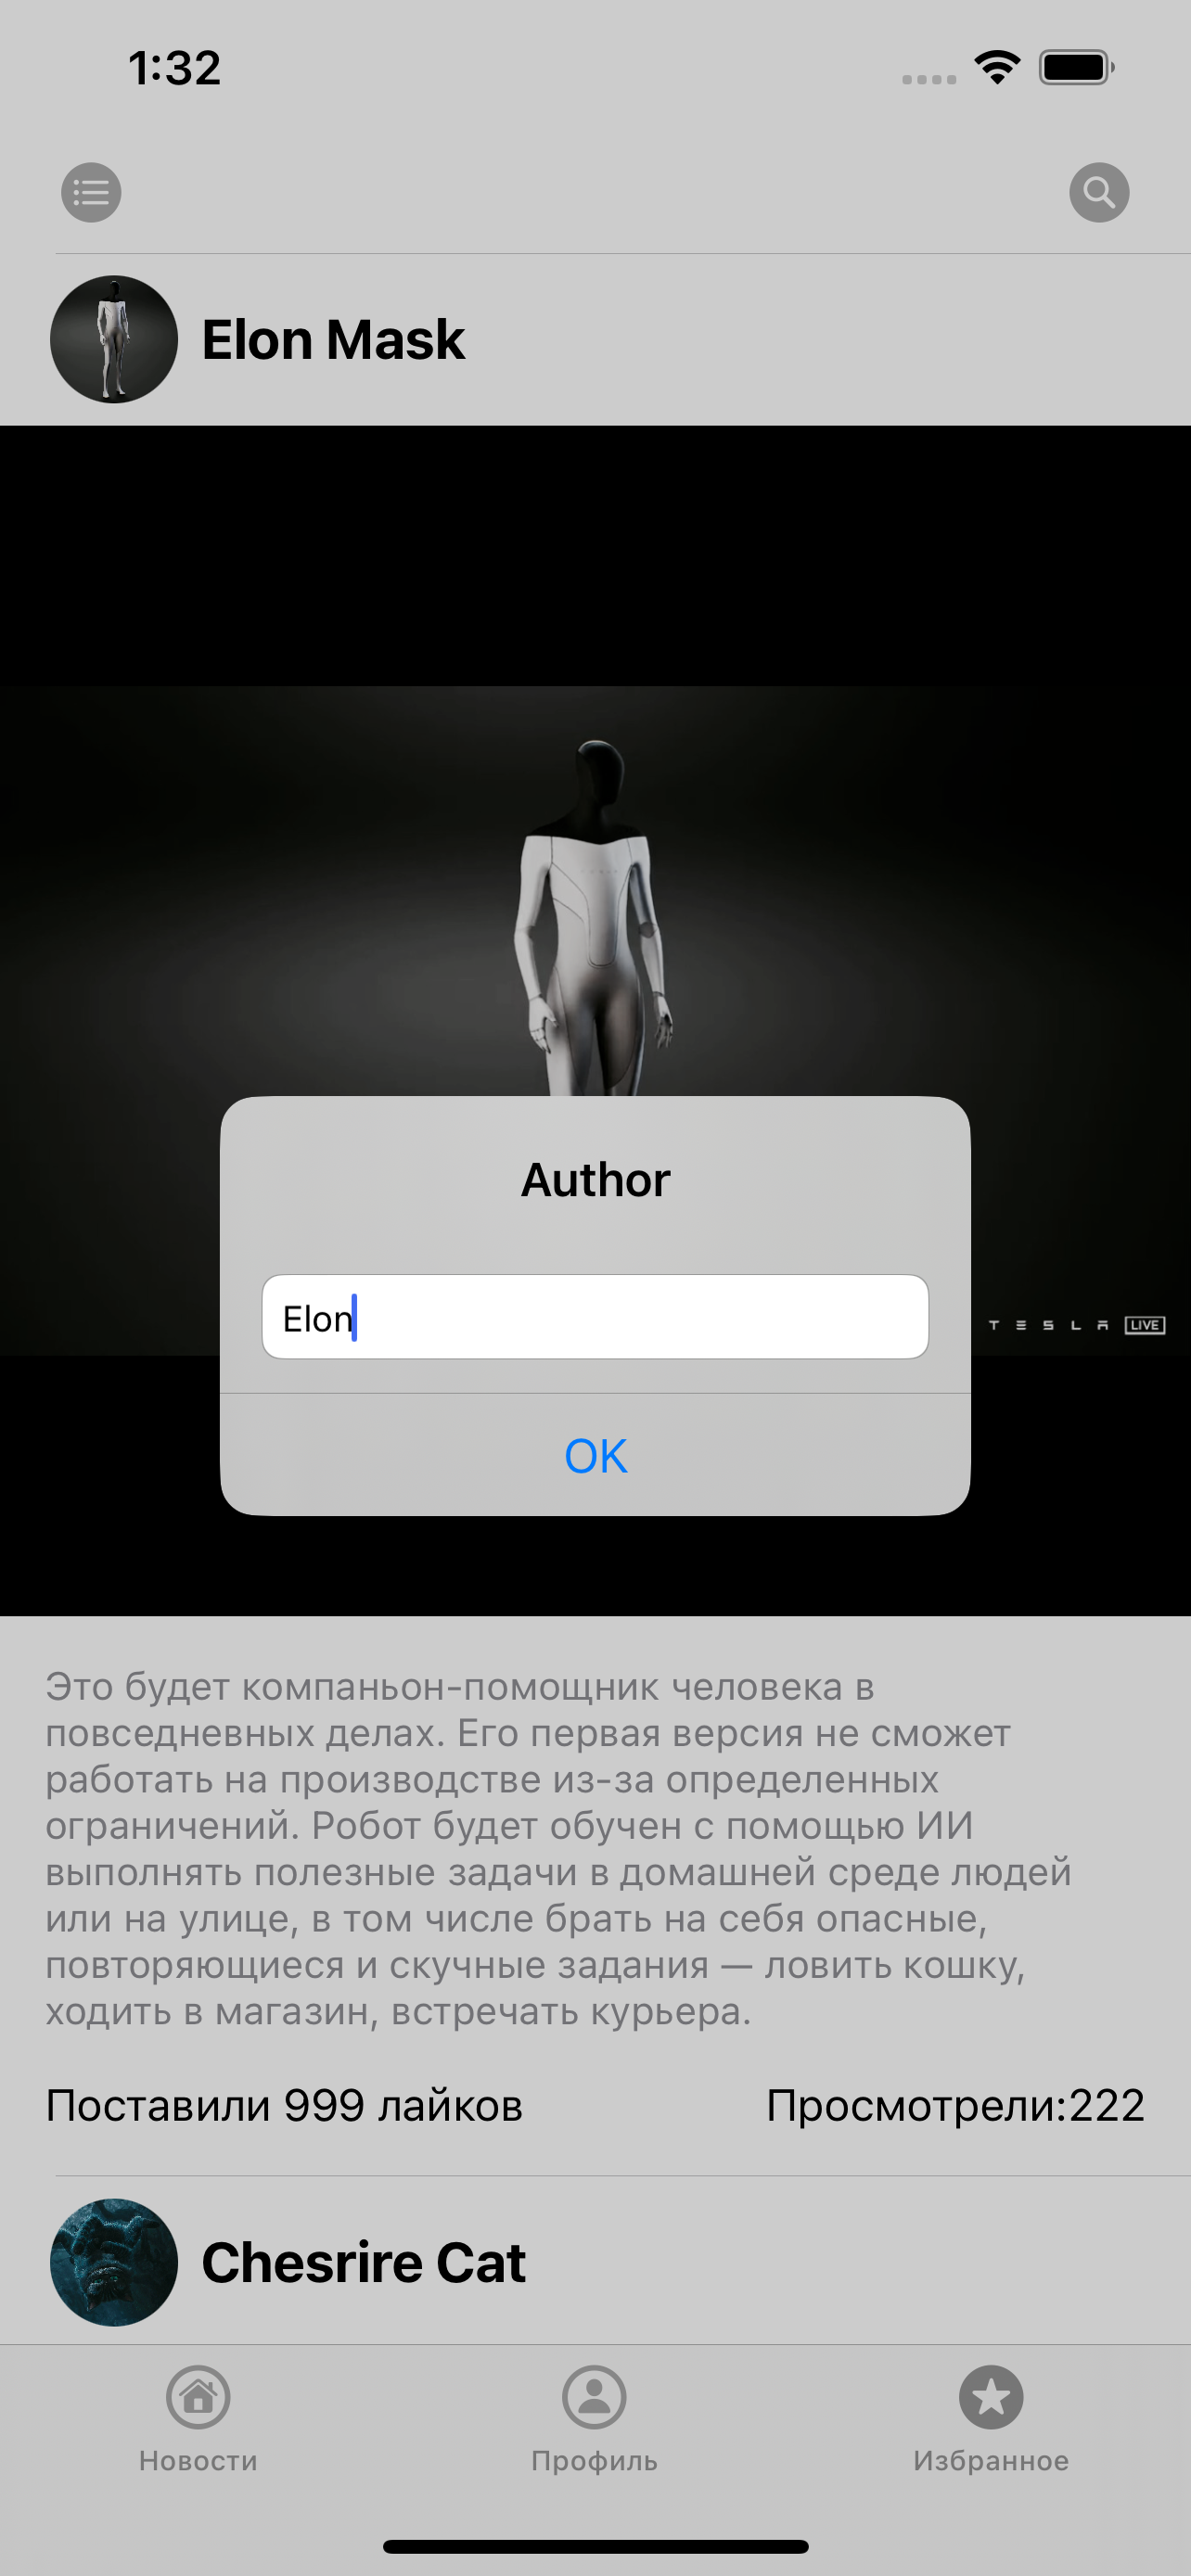 1:32
Elon Mask
Author
Elon
TESLA LIVE
OK
Это будет компаньон-помощник человека в
повседневных делах. Его первая версия не сможет
работать на производстве из-за определенных
ограничений. Робот будет обучен с помощью ИИ
выполнять полезные задачи в домашней среде людей
или на улице, в том числе брать на себя опасные,
повторяющиеся и скучные задания — ловить кошку,
ходить в магазин, встречать курьера.
Поставили 999 лайков Просмотрели:222
Chesrire Cat
Новости Профиль Избранное